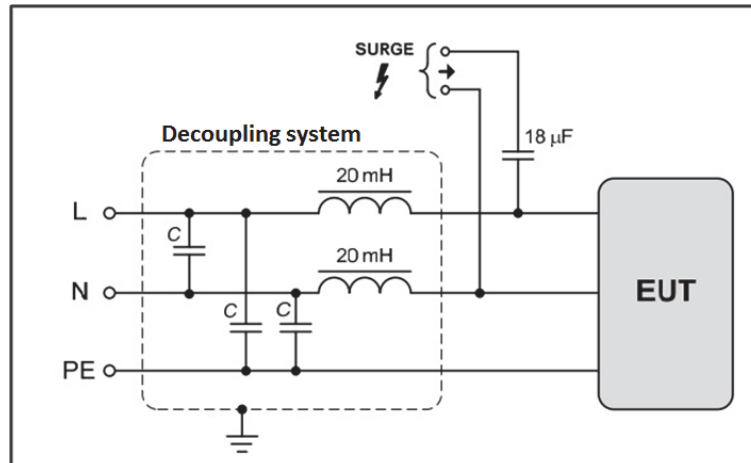 SURGE
Decoupling system
18 µF
20 mH
L
C
20 mH
N
EUT
C
C
PE